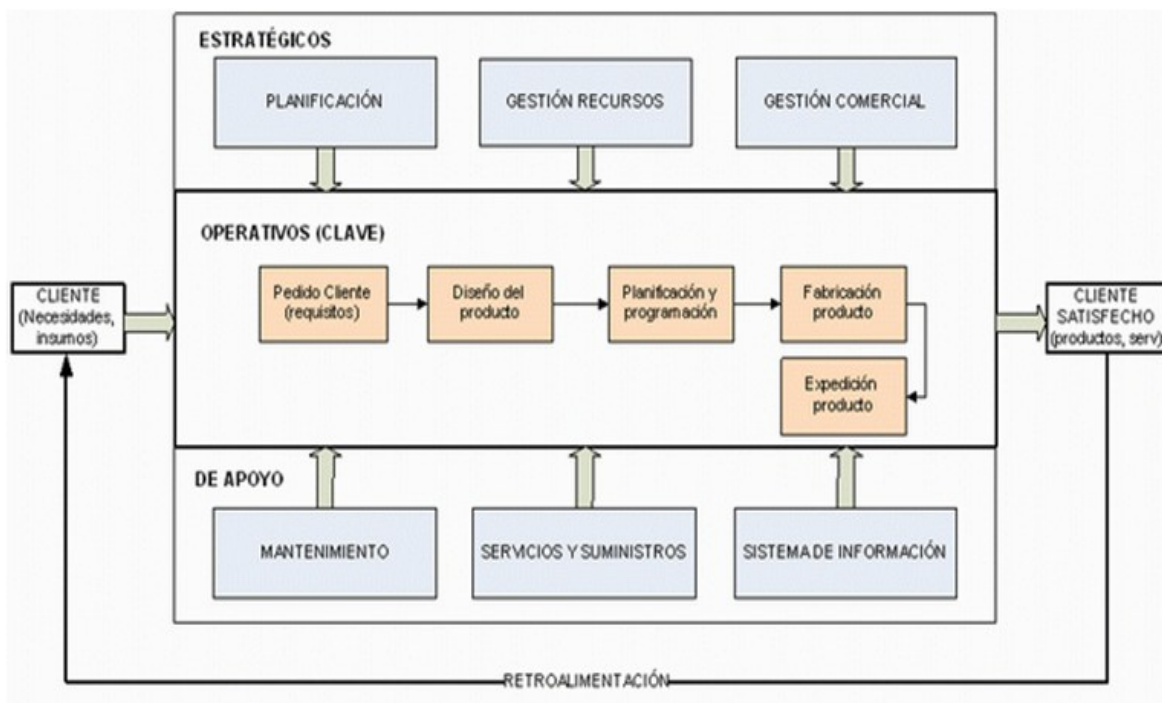 ESTRATÉGICOS
PLANIFICACIÓN
GESTIÓN RECURSOS
GESTIÓN COMERCIAL
OPERATIVOS (CLAVE)
CLIENTE
(Necesidades,
insumos)
Pedido Cliente
(requisitos)
Diseño del
producto
Planificación y
programación
Fabricación
producto
Expedición
producto
CLIENTE
SATISFECHO
(productos, serv)
DE APOYO
MANTENIMIENTO
SERVICIOS Y SUMINISTROS
SISTEMA DE INFORMACIÓN
RETROALIMENTACIÓN